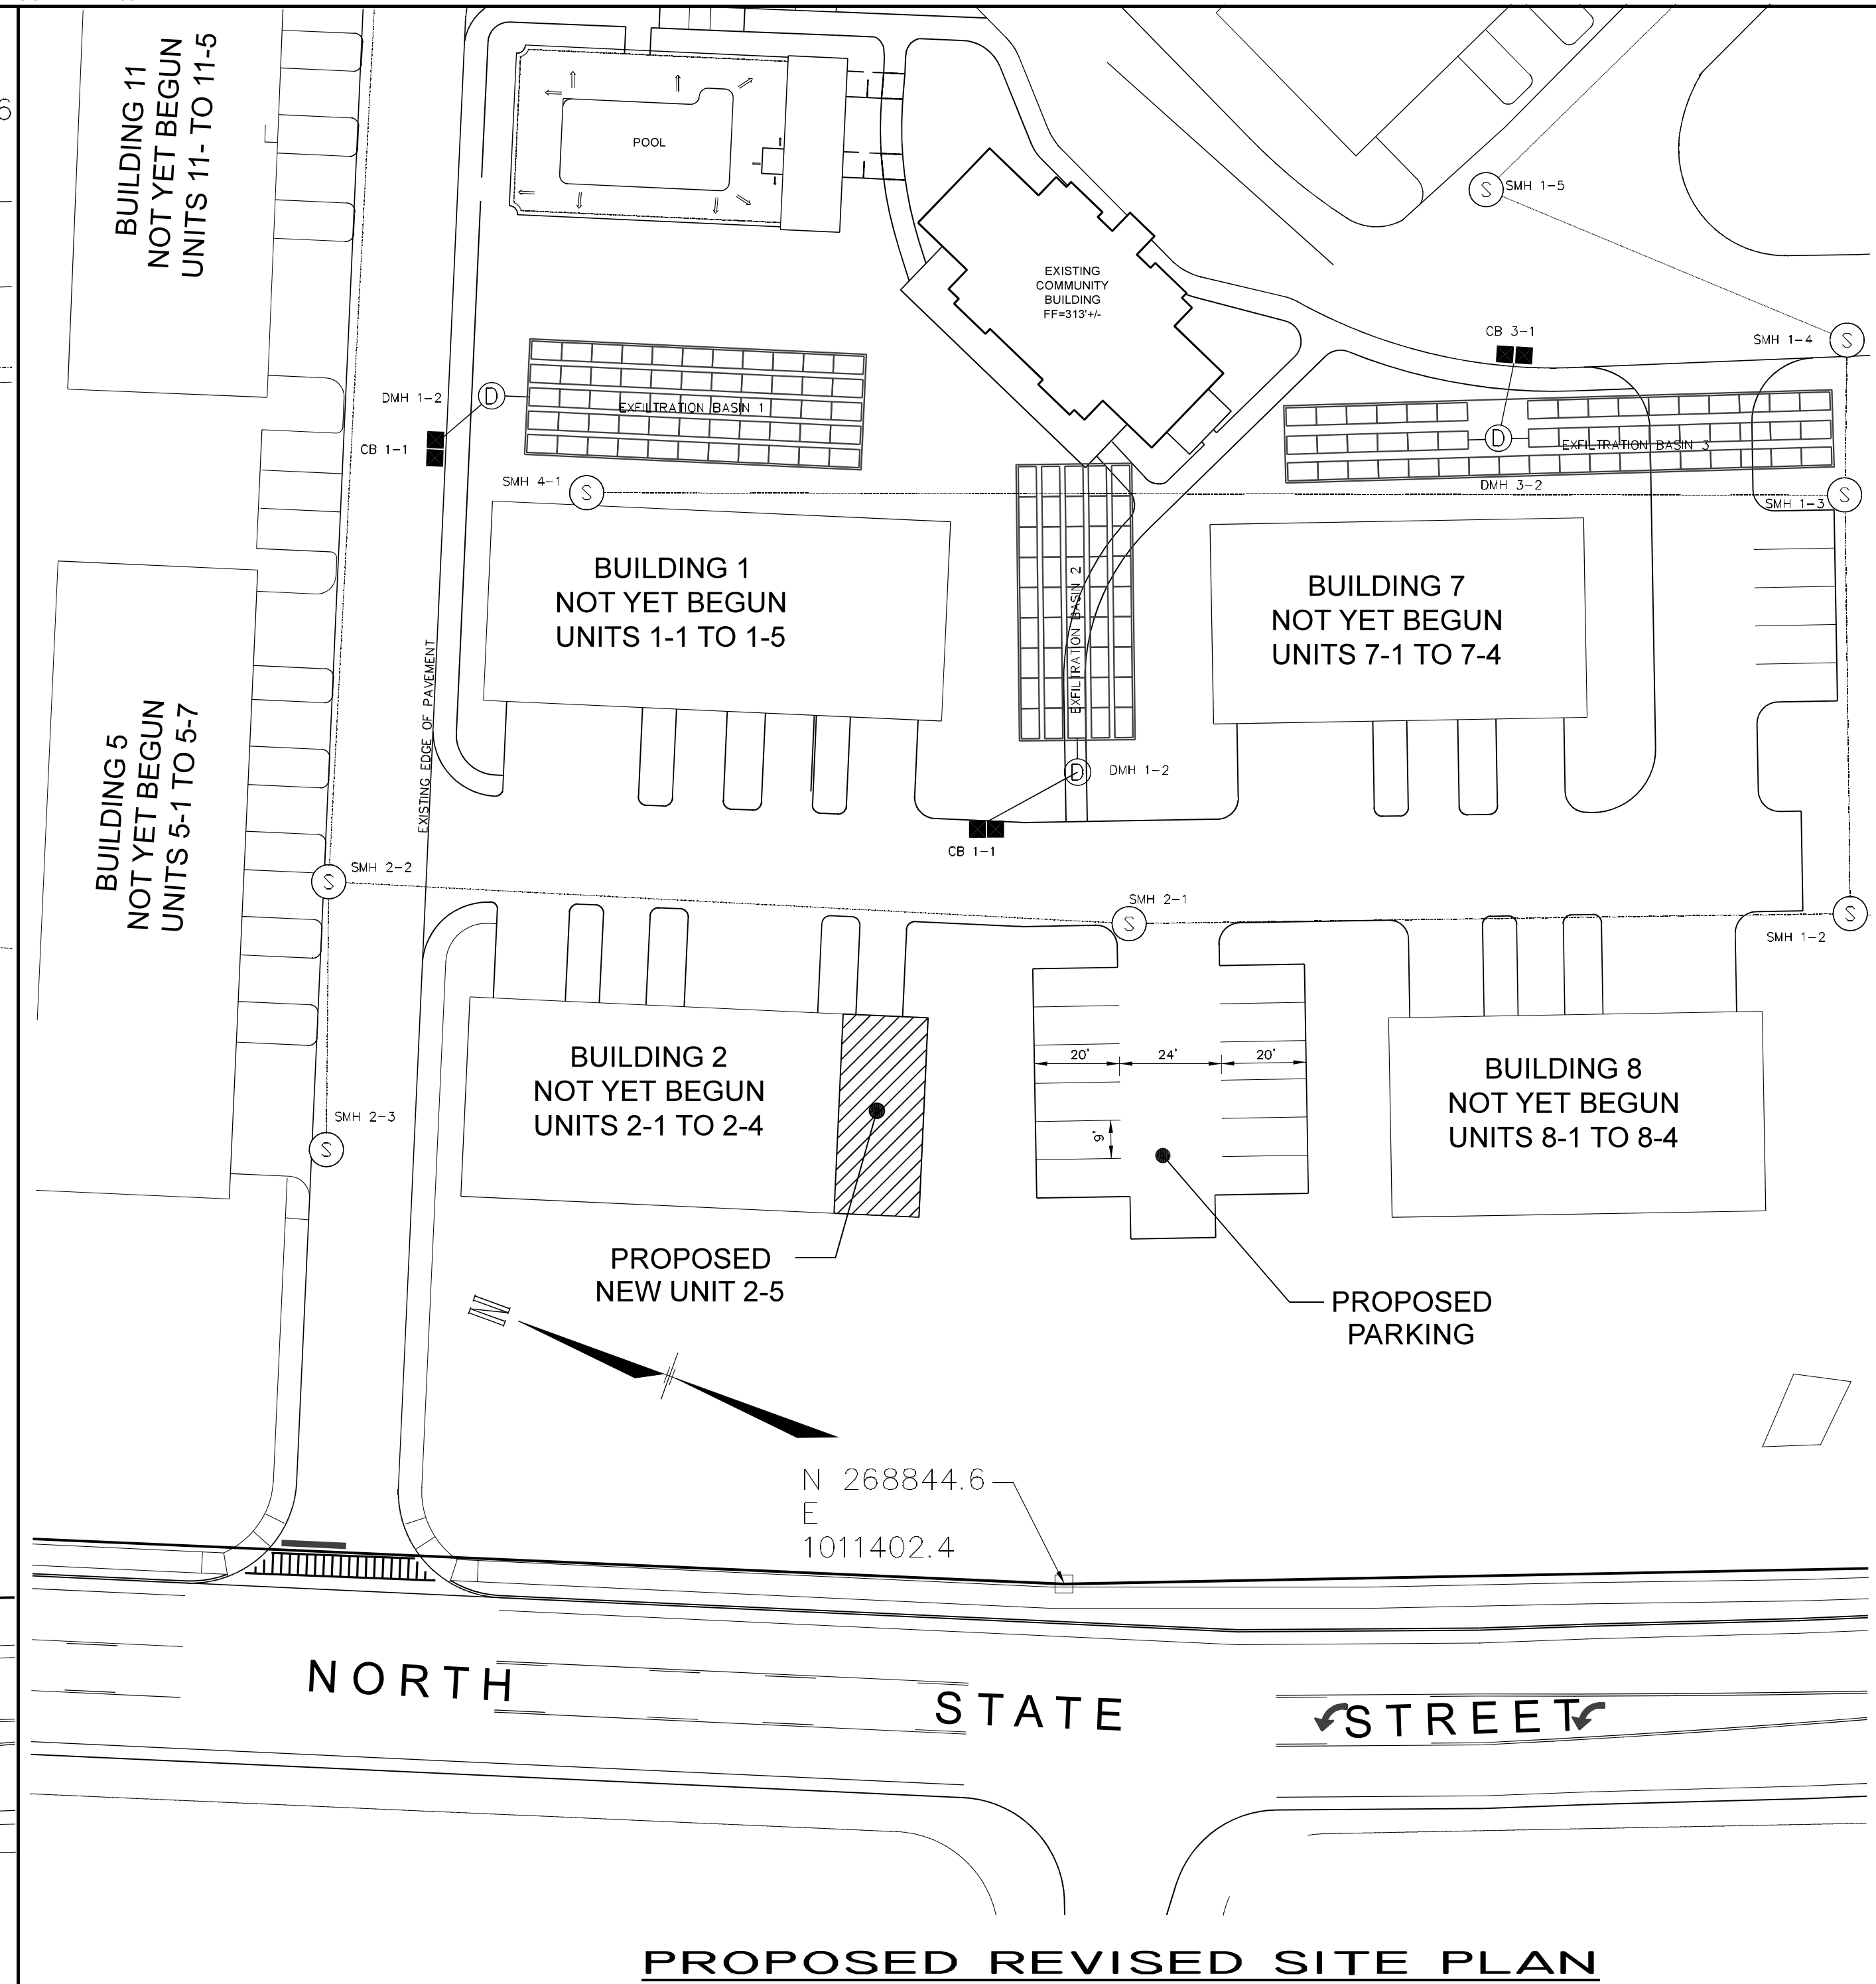 6
BUILDING 11
NOT YET BEGUN
UNITS 11- TO 11-5
POOL
S
SMH 1-5
EXISTING
COMMUNITY
BUILDING
FF=313'+/-
CB 3-1
SMH 1-4
S
DMH 1-2
D
EXFILTRATION BASIN 1
CB 1-1
D
EXFILTRATION BASIN 3
DMH 3-2
SMH 4-1
S
SMH 1-3
S
BUILDING 1
NOT YET BEGUN
UNITS 1-1 TO 1-5
EXFILTRATION BASIN 2
BUILDING 7
NOT YET BEGUN
UNITS 7-1 TO 7-4
EXISTING EDGE OF PAVEMENT
BUILDING 5
NOT YET BEGUN
UNITS 5-1 TO 5-7
D
DMH 1-2
CB 1-1
S
SMH 2-2
SMH 2-1
S
S
SMH 1-2
BUILDING 2
NOT YET BEGUN
UNITS 2-1 TO 2-4
20'
24'
20'
9'
BUILDING 8
NOT YET BEGUN
UNITS 8-1 TO 8-4
SMH 2-3
S
PROPOSED
NEW UNIT 2-5
PROPOSED
PARKING
N
N 268844.6
E
1011402.4
NORTH STATE STREET
PROPOSED REVISED SITE PLAN